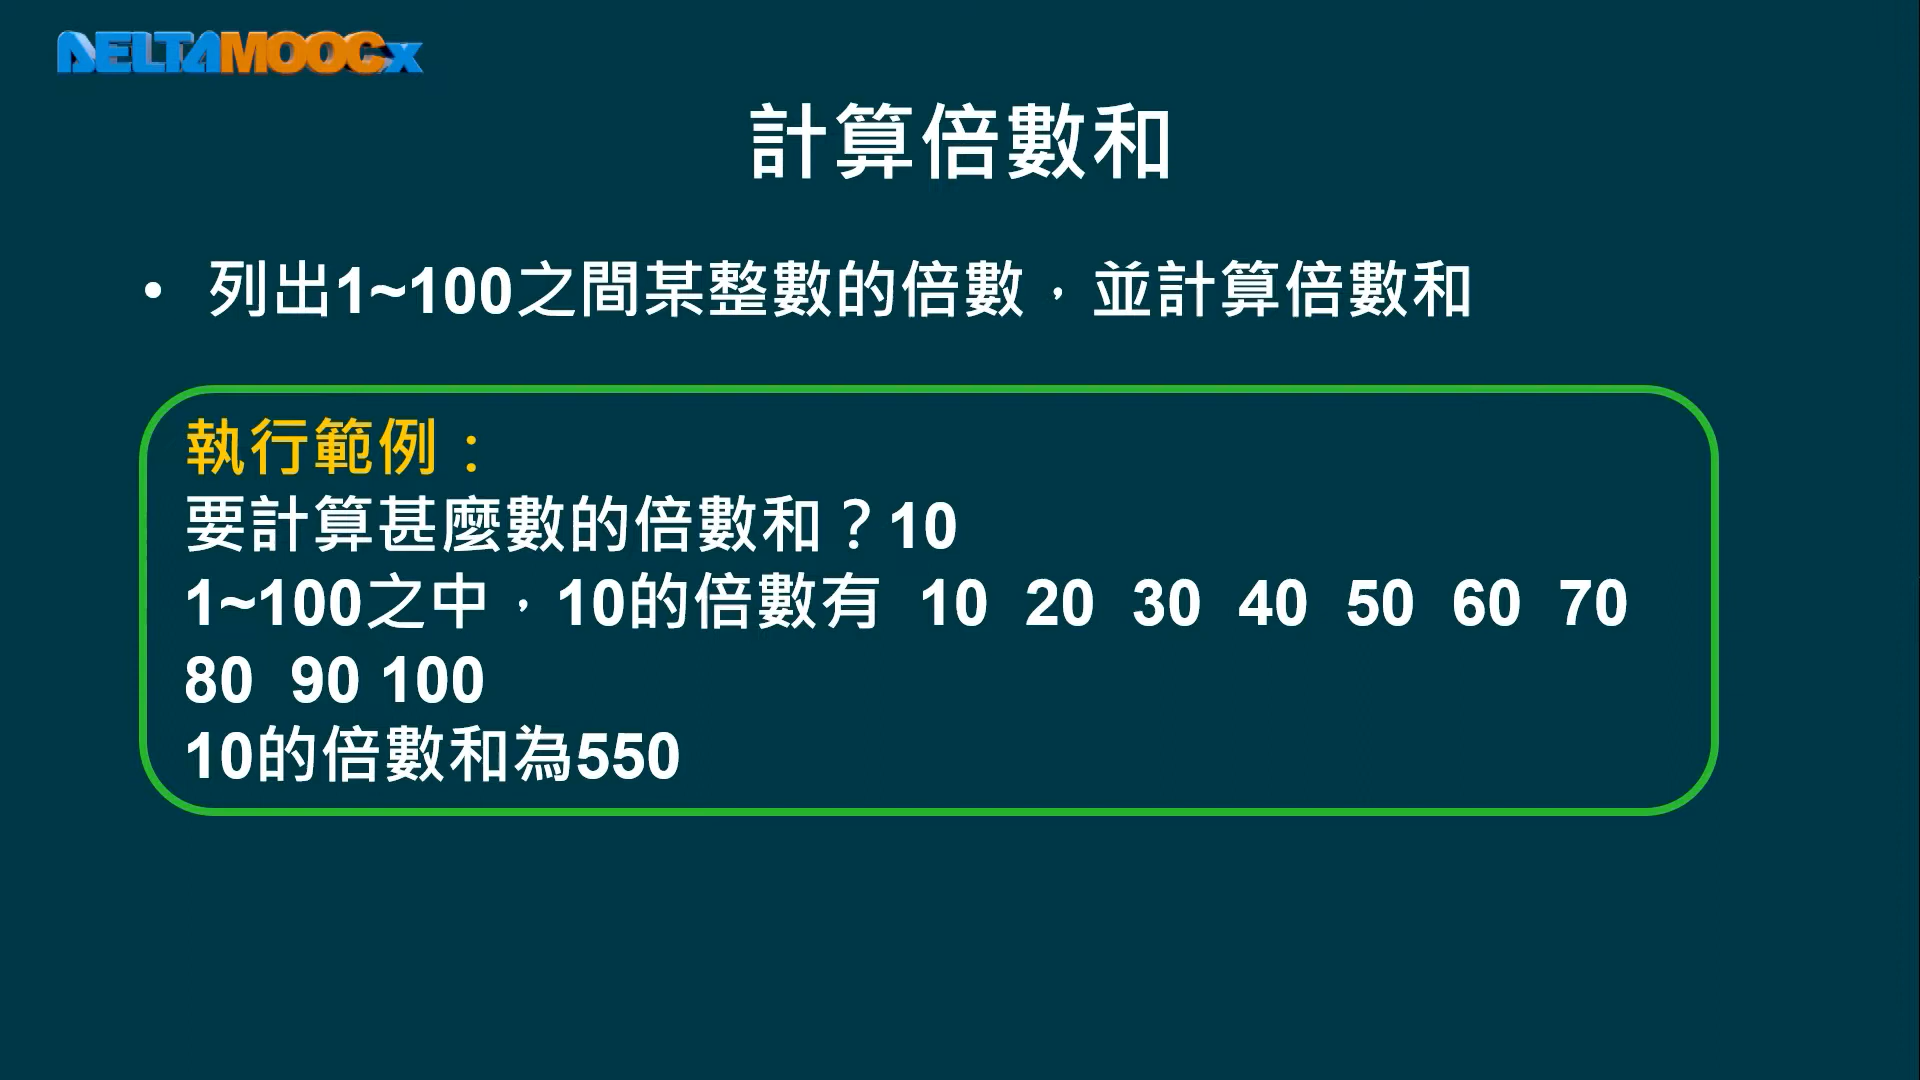 DELTAMOOCx
計算倍數和
• 列出1~100之間某整數的倍數，並計算倍數和
執行範例：
要計算甚麼數的倍數和？10
1~100之中，10的倍數有 10 20 30 40 50 60 70
80 90 100
10的倍數和為550